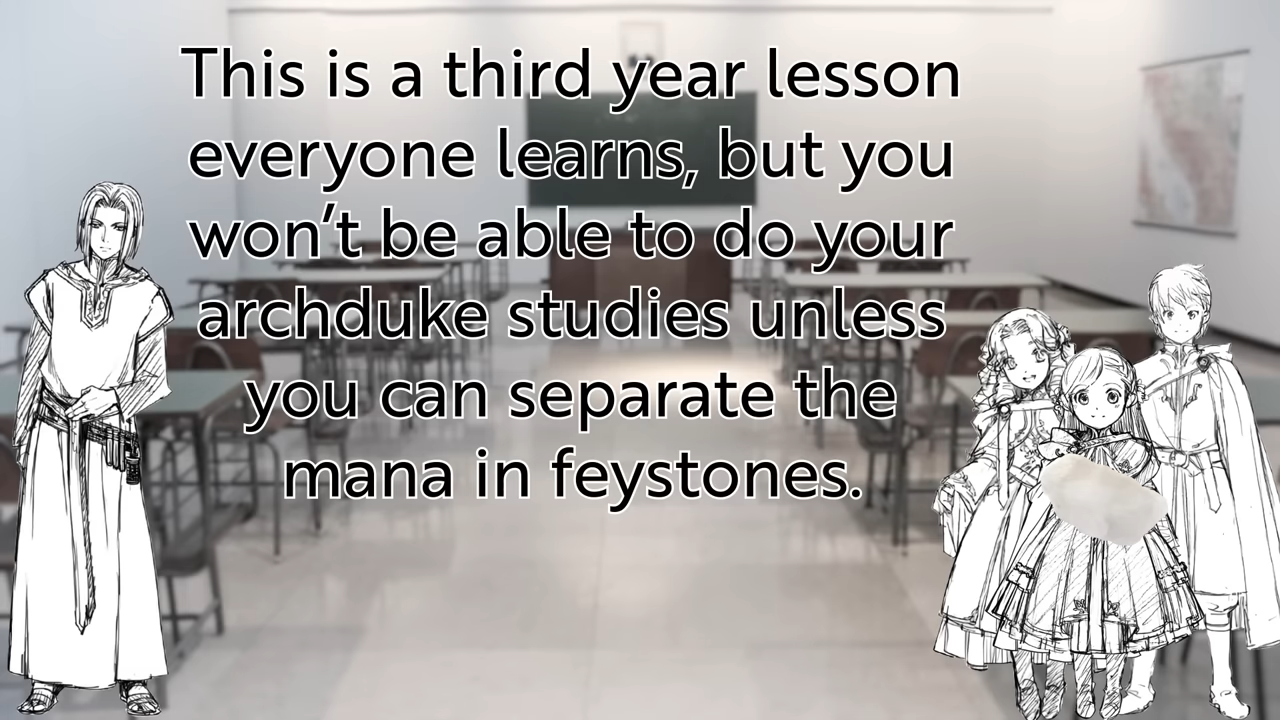 This is a third year lesson
everyone learns, but you
won't be able to do your
archduke studies unless
you can separate the
mana in feystones.